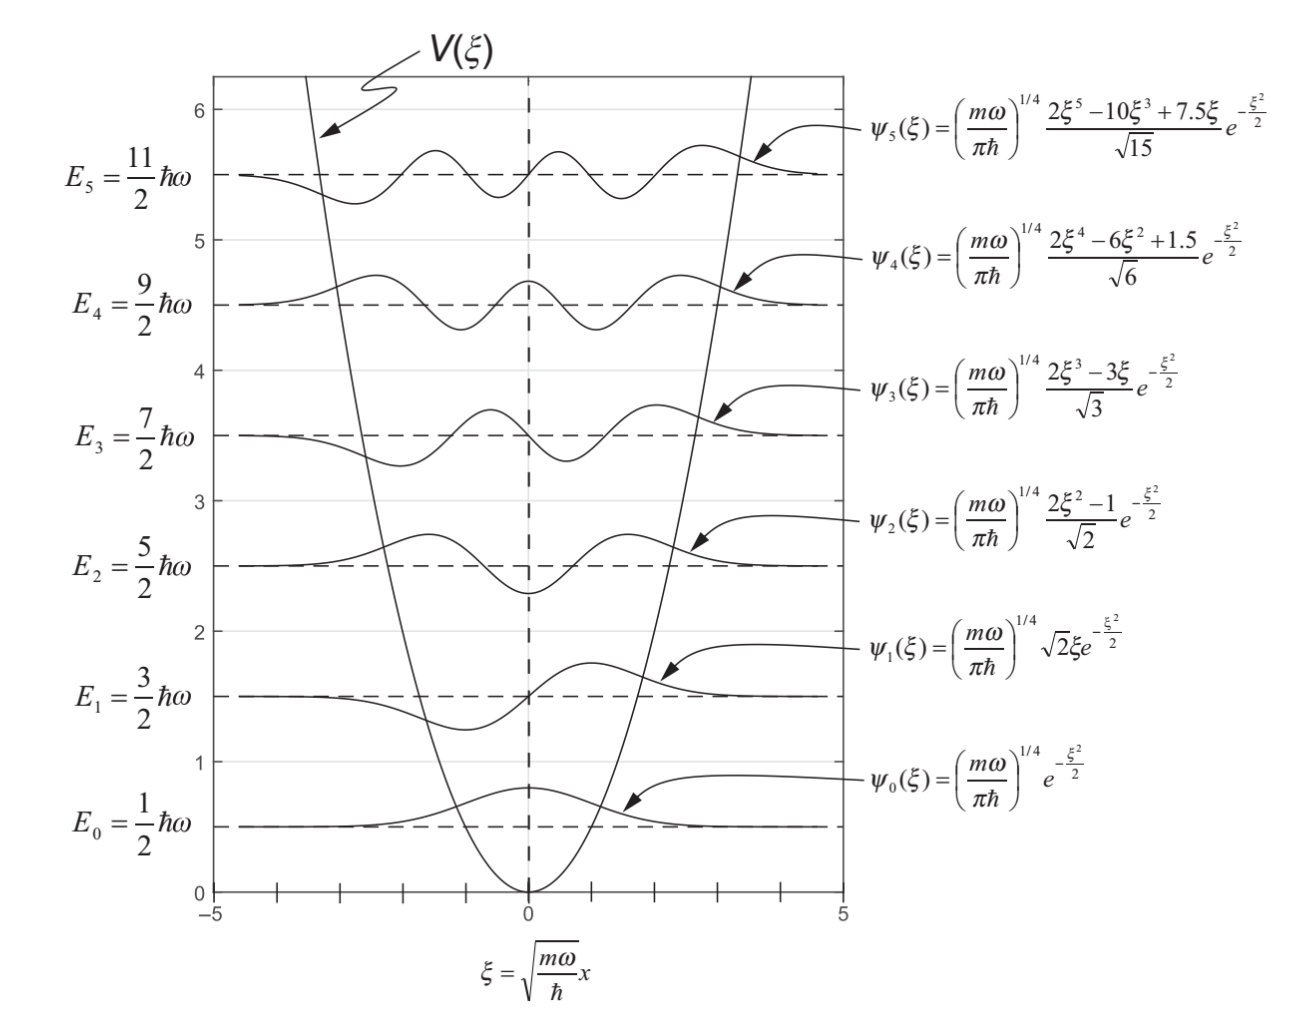 V(ξ)
6
ψ₅(ξ) = (mω/πħ)^1/4 (2ξ⁵ − 10ξ³ + 7.5ξ)/√15 e^(−ξ²/2)
E₅ = 11/2 ħω
5
ψ₄(ξ) = (mω/πħ)^1/4 (2ξ⁴ − 6ξ² + 1.5)/√6 e^(−ξ²/2)
E₄ = 9/2 ħω
4
ψ₃(ξ) = (mω/πħ)^1/4 (2ξ³ − 3ξ)/√3 e^(−ξ²/2)
E₃ = 7/2 ħω
3
ψ₂(ξ) = (mω/πħ)^1/4 (2ξ² − 1)/√2 e^(−ξ²/2)
E₂ = 5/2 ħω
2
ψ₁(ξ) = (mω/πħ)^1/4 √2ξe^(−ξ²/2)
E₁ = 3/2 ħω
1
ψ₀(ξ) = (mω/πħ)^1/4 e^(−ξ²/2)
E₀ = 1/2 ħω
0
−5 0 5
ξ = √(mω/ħ) x